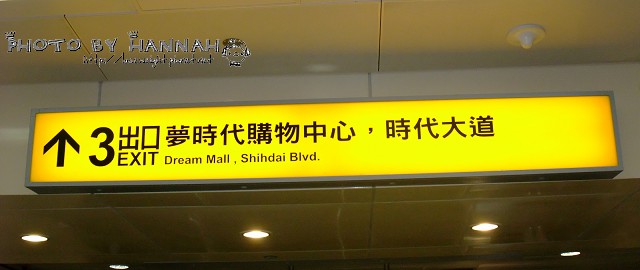 PHOTO BY HANNAH
3 出口 夢時代購物中心，時代大道
EXIT Dream Mall , Shihdai Blvd.